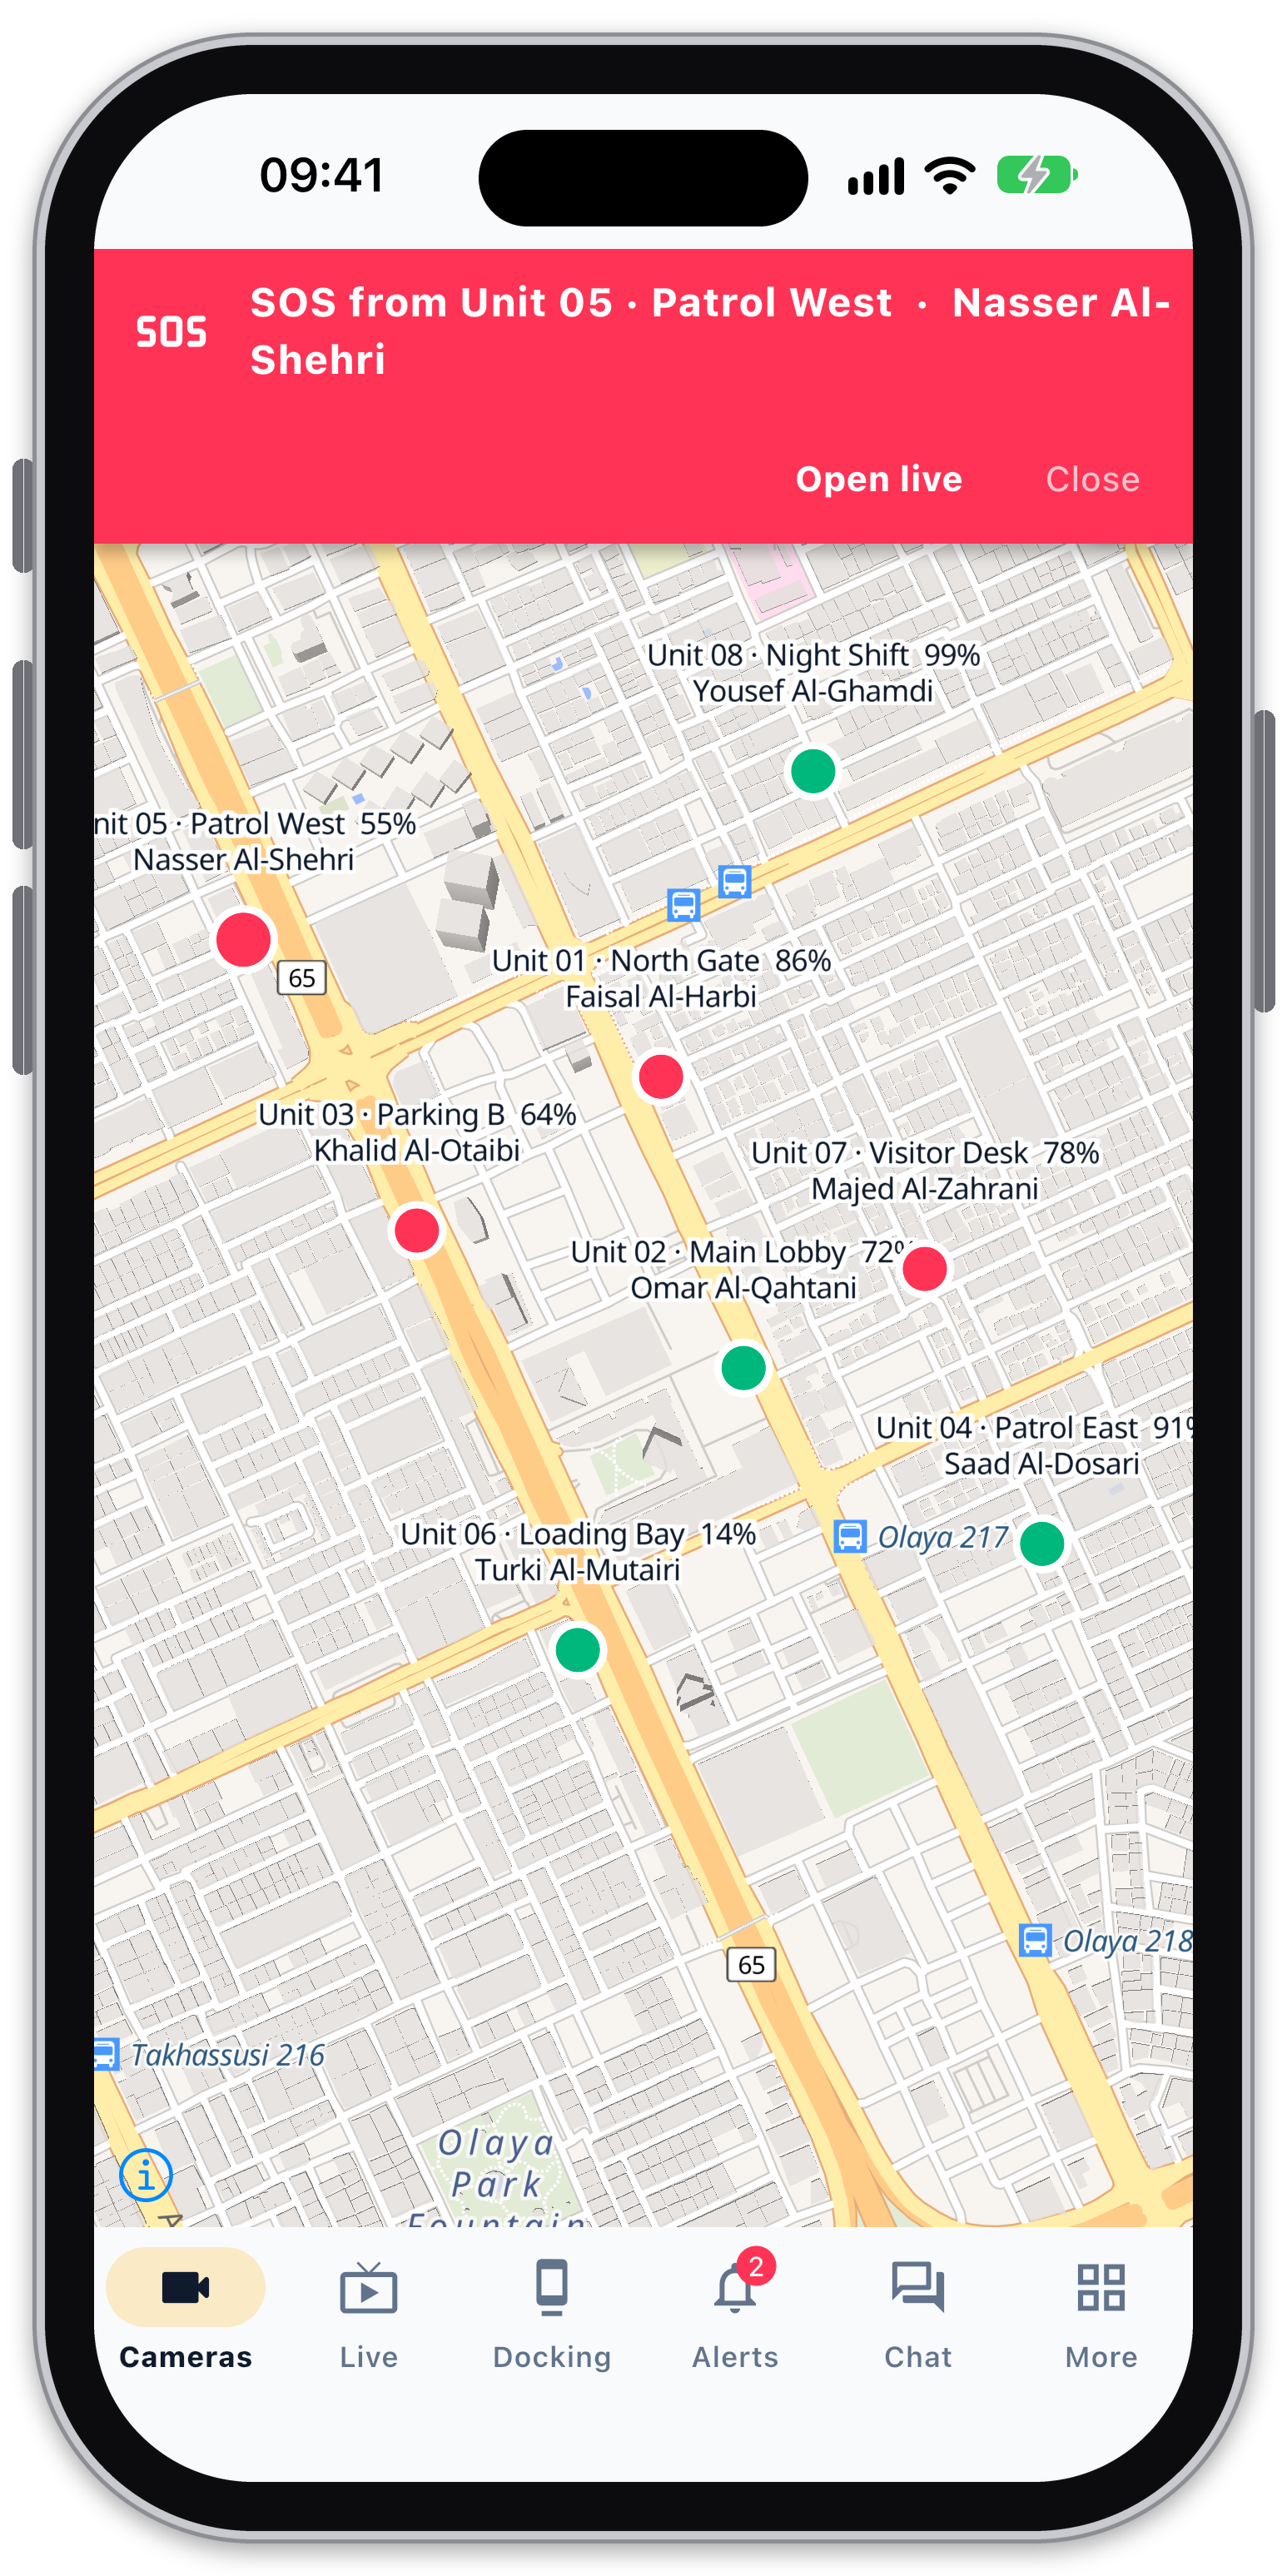 09:41
SOS
SOS from Unit 05 · Patrol West · Nasser Al-
Shehri
Open live
Close
Unit 08 · Night Shift 99%
Yousef Al-Ghamdi
nit 05 · Patrol West 55%
Nasser Al-Shehri
65
Unit 01 · North Gate 86%
Faisal Al-Harbi
Unit 03 · Parking B 64%
Khalid Al-Otaibi
Unit 07 · Visitor Desk 78%
Majed Al-Zahrani
Unit 02 · Main Lobby 72%
Omar Al-Qahtani
Unit 04 · Patrol East 91%
Saad Al-Dosari
Unit 06 · Loading Bay 14%
Turki Al-Mutairi
Olaya 217
Olaya 218
65
Takhassusi 216
Olaya
Park
Fountain
A
2
Cameras
Live
Docking
Alerts
Chat
More